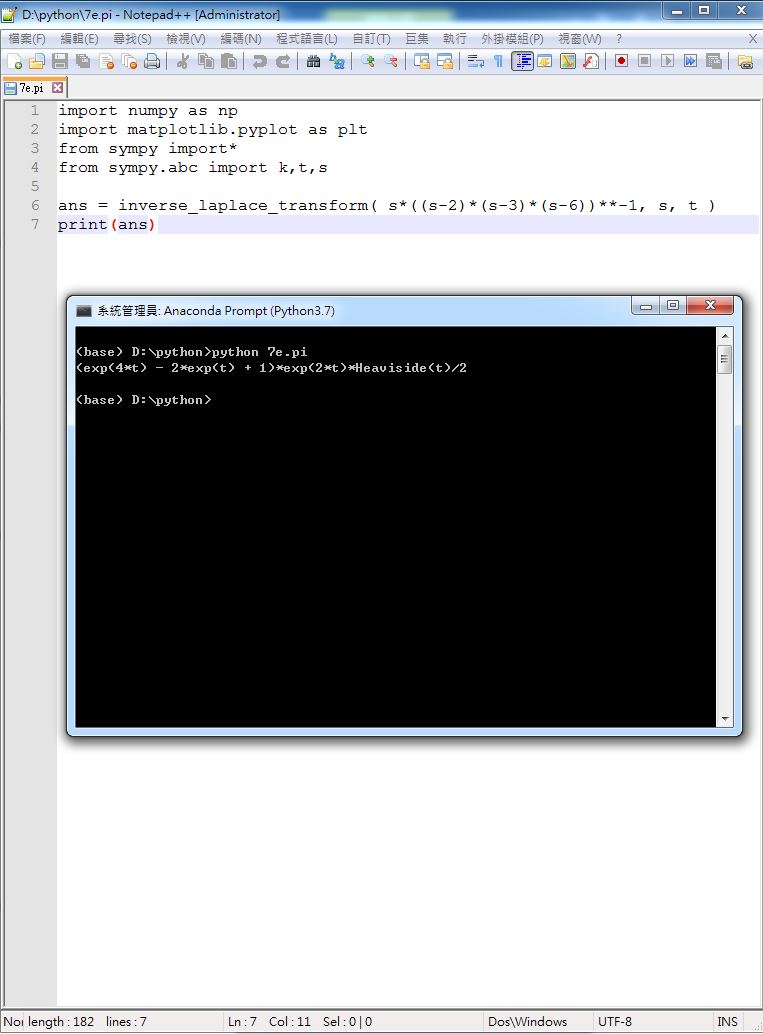 D:\python\7e.pi - Notepad++ [Administrator]
檔案(F) 編輯(E) 尋找(S) 檢視(V) 編碼(N) 程式語言(L) 自訂(T) 巨集 執行 外掛模組(P) 視窗(W) ? X
7e.pi
1 import numpy as np
2 import matplotlib.pyplot as plt
3 from sympy import*
4 from sympy.abc import k,t,s
5
6 ans = inverse_laplace_transform( s*((s-2)*(s-3)*(s-6))**-1, s, t )
7 print(ans)
系統管理員: Anaconda Prompt (Python3.7)
(base) D:\python>python 7e.pi
(exp(4*t) - 2*exp(t) + 1)*exp(2*t)*Heaviside(t)/2
(base) D:\python>
length : 182 lines : 7 Ln : 7 Col : 11 Sel : 0 | 0 Dos\Windows UTF-8 INS